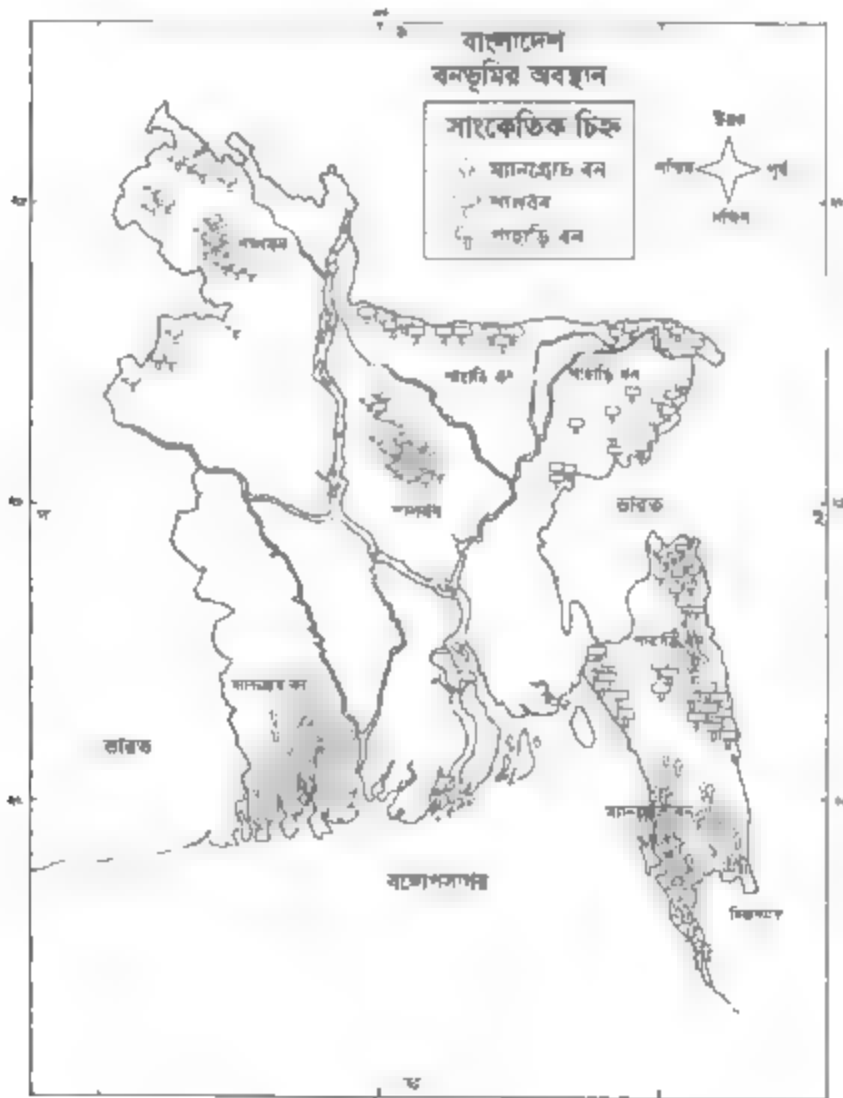 বাংলাদেশ
বনভূমির অবস্থান
সাংকেতিক চিহ্ন
ম্যানগ্রোভ বন
শালবন
পাহাড়ি বন
উত্তর
পশ্চিম
পূর্ব
দক্ষিণ
শালবন
পাহাড়ি বন
পাহাড়ি বন
শালবন
ভারত
পাহাড়ি বন
ম্যানগ্রোভ বন
ভারত
ম্যানগ্রোভ বন
বঙ্গোপসাগর